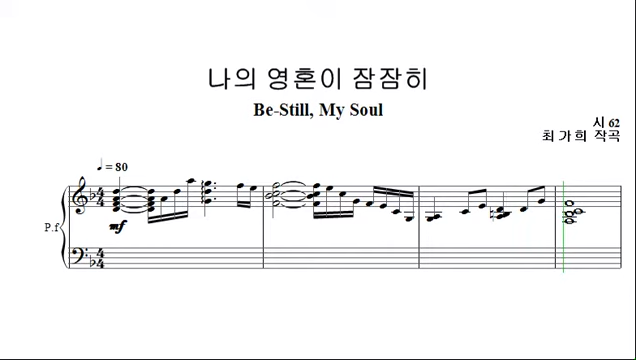 나의 영혼이 잠잠히
Be-Still, My Soul
시 62
최 가 희 작곡
♩ = 80
P.f
mf